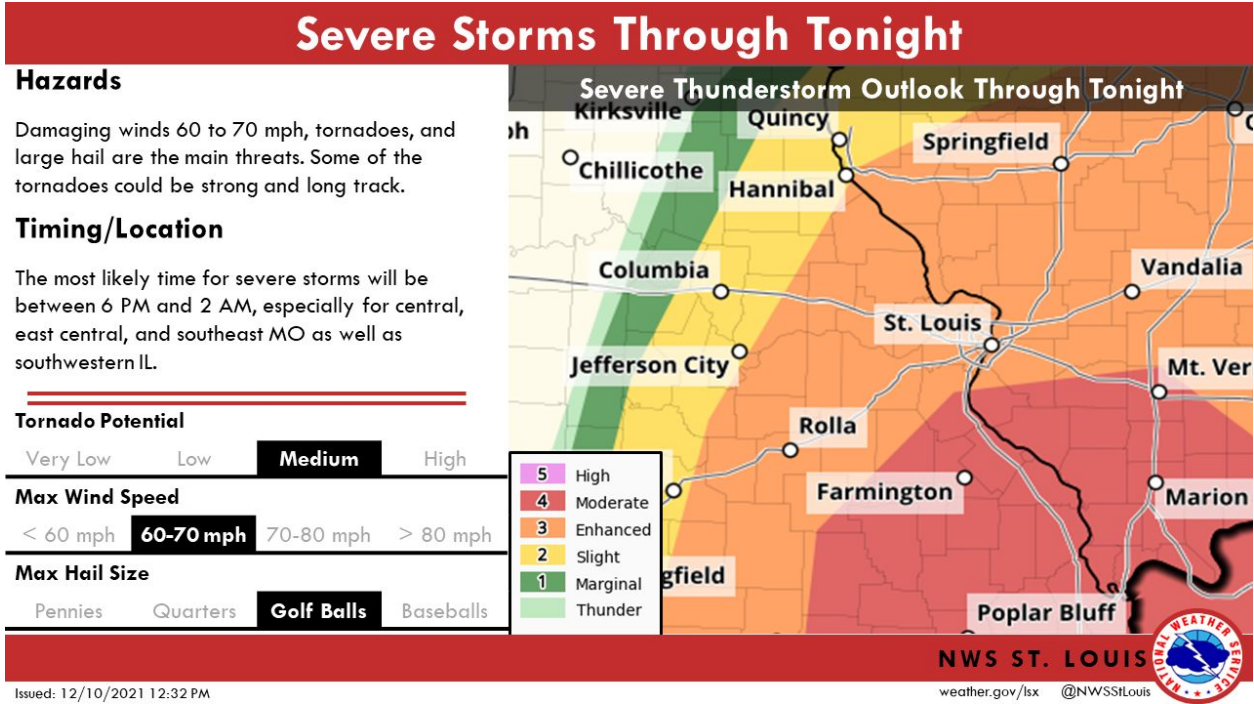 Severe Storms Through Tonight
Hazards
Damaging winds 60 to 70 mph, tornadoes, and
large hail are the main threats. Some of the
tornadoes could be strong and long track.
Timing/Location
The most likely time for severe storms will be
between 6 PM and 2 AM, especially for central,
east central, and southeast MO as well as
southwestern IL.
Tornado Potential
Very Low Low Medium High
Max Wind Speed
< 60 mph 60-70 mph 70-80 mph > 80 mph
Max Hail Size
Pennies Quarters Golf Balls Baseballs
Severe Thunderstorm Outlook Through Tonight
Kirksville
Quincy
ph
Chillicothe
Springfield
Hannibal
Columbia
Vandalia
St. Louis
Jefferson City
Mt. Ver
Rolla
Farmington
Marion
gfield
Poplar Bluff
5 High
4 Moderate
3 Enhanced
2 Slight
1 Marginal
Thunder
NWS ST. LOUIS
NATIONAL WEATHER SERVICE
Issued: 12/10/2021 12:32 PM
weather.gov/lsx @NWSStLouis